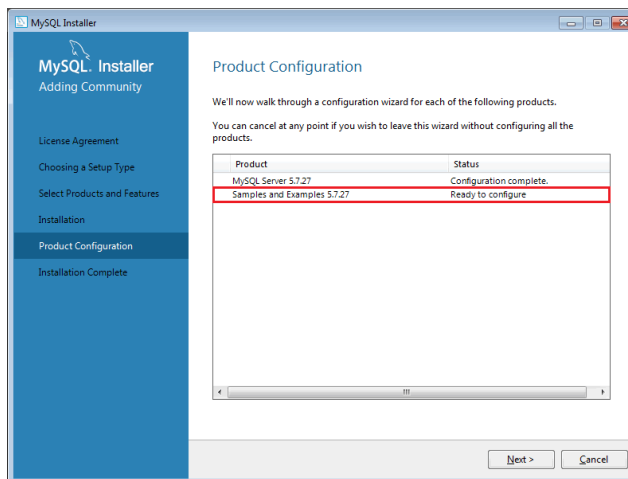 MySQL Installer
MySQL. Installer
Adding Community
License Agreement
Choosing a Setup Type
Select Products and Features
Installation
Product Configuration
Installation Complete
Product Configuration
We'll now walk through a configuration wizard for each of the following products.
You can cancel at any point if you wish to leave this wizard without configuring all the
products.
Product Status
MySQL Server 5.7.27 Configuration complete.
Samples and Examples 5.7.27 Ready to configure
Next > Cancel